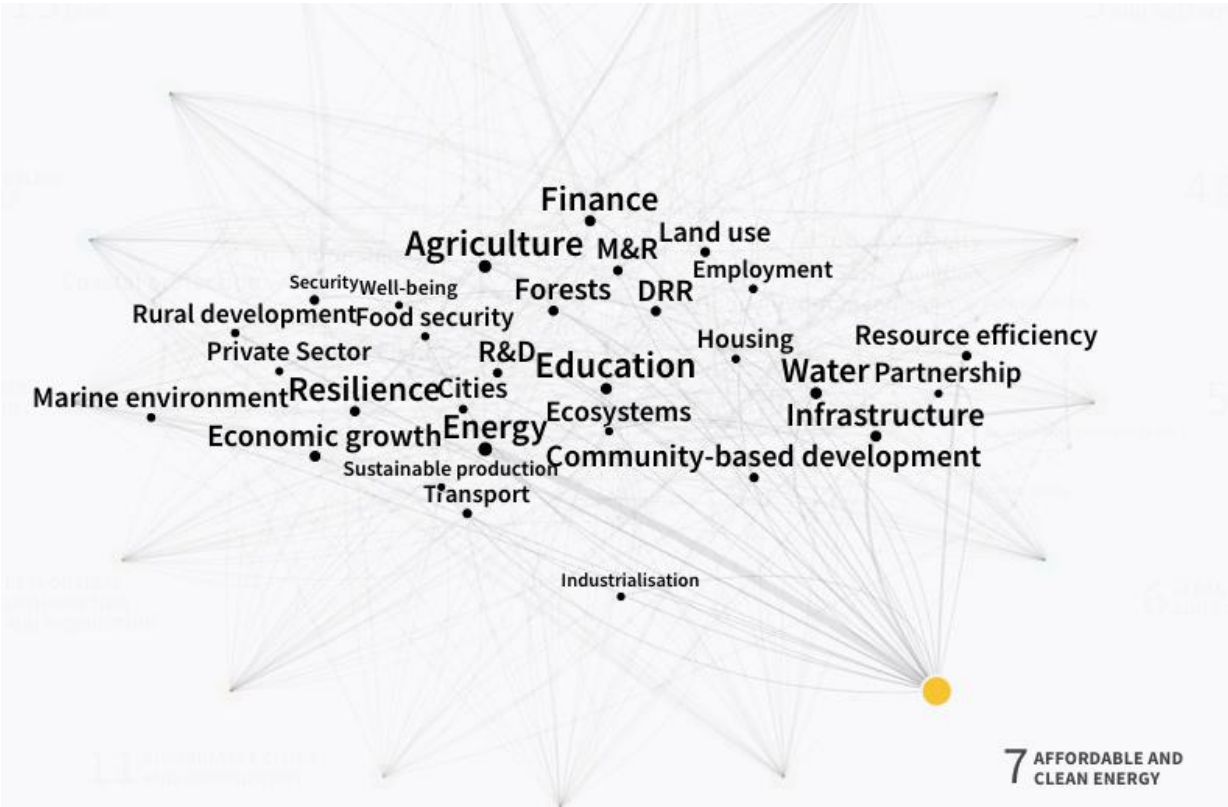 Finance
Agriculture
M&R
Land use
Employment
Security
Well-being
Forests
DRR
Rural development
Food security
Housing
Resource efficiency
Private Sector
R&D
Education
Water
Partnership
Marine environment
Resilience
Cities
Ecosystems
Infrastructure
Economic growth
Energy
Community-based development
Sustainable production
Transport
Industrialisation
7 AFFORDABLE AND
CLEAN ENERGY